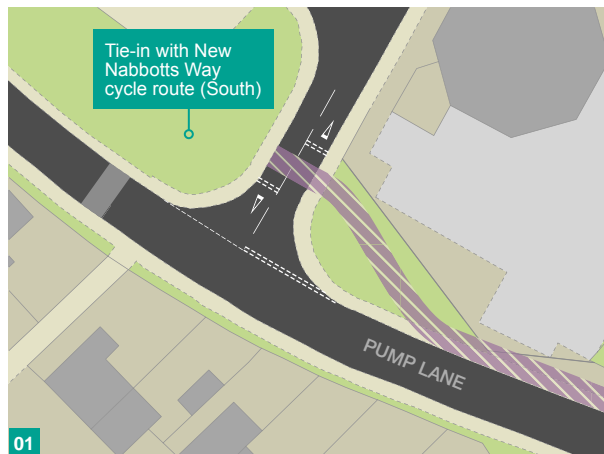 Tie-in with New
Nabbotts Way
cycle route (South)
PUMP LANE
01